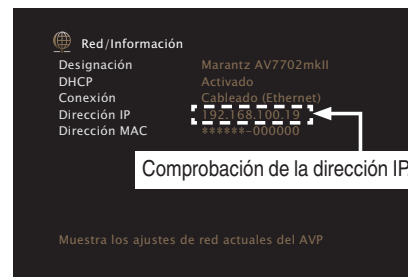 Red/Información
Designación Marantz AV7702mkII
DHCP Activado
Conexión Cableado (Ethernet)
Dirección IP 192.168.100.19
Dirección MAC ******-000000
Comprobación de la dirección IP.
Muestra los ajustes de red actuales del AVP